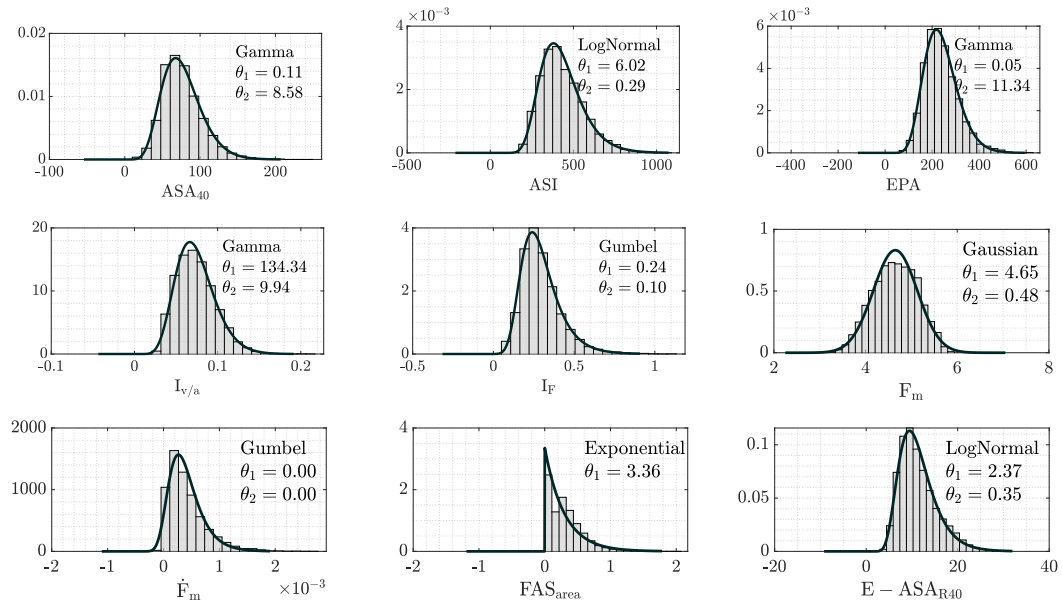 0.02
0.01
0
Gamma
θ₁ = 0.11
θ₂ = 8.58
-100 0 100 200
ASA₄₀
×10⁻³
4
2
0
LogNormal
θ₁ = 6.02
θ₂ = 0.29
-500 0 500 1000
ASI
×10⁻³
6
4
2
0
Gamma
θ₁ = 0.05
θ₂ = 11.34
-400 -200 0 200 400 600
EPA
20
10
0
Gamma
θ₁ = 134.34
θ₂ = 9.94
-0.1 0 0.1 0.2
I_v/a
4
2
0
Gumbel
θ₁ = 0.24
θ₂ = 0.10
-0.5 0 0.5 1
I_F
1
0.5
0
Gaussian
θ₁ = 4.65
θ₂ = 0.48
2 4 6 8
F_m
2000
1000
0
Gumbel
θ₁ = 0.00
θ₂ = 0.00
-2 -1 0 1 2
×10⁻³
Ḟ_m
4
2
0
Exponential
θ₁ = 3.36
-2 -1 0 1 2
FAS_area
0.1
0.05
0
LogNormal
θ₁ = 2.37
θ₂ = 0.35
-20 0 20 40
E − ASA_R40